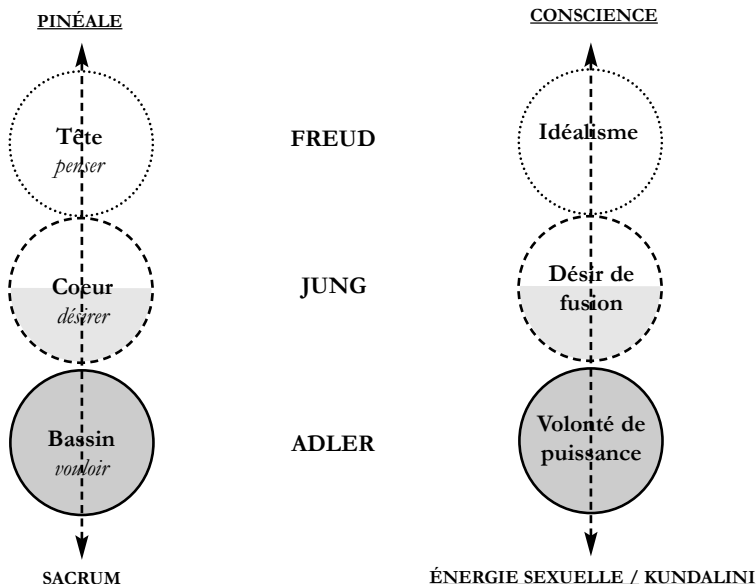 PINÉALE
CONSCIENCE
Tête
penser
FREUD
Idéalisme
Coeur
désirer
JUNG
Désir de
fusion
Bassin
vouloir
ADLER
Volonté de
puissance
SACRUM
ÉNERGIE SEXUELLE / KUNDALINI